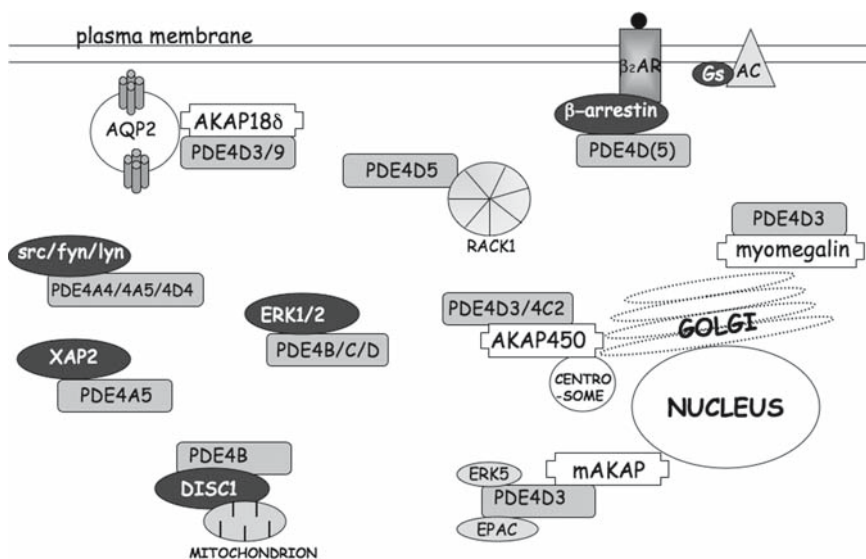 plasma membrane
β₂AR
Gs
AC
AQP2
AKAP18δ
PDE4D3/9
β-arrestin
PDE4D(5)
PDE4D5
RACK1
PDE4D3
myomegalin
src/fyn/lyn
PDE4A4/4A5/4D4
ERK1/2
PDE4B/C/D
PDE4D3/4C2
AKAP450
GOLGI
CENTRO
-SOME
XAP2
PDE4A5
NUCLEUS
PDE4B
DISC1
MITOCHONDRION
mAKAP
ERK5
PDE4D3
EPAC